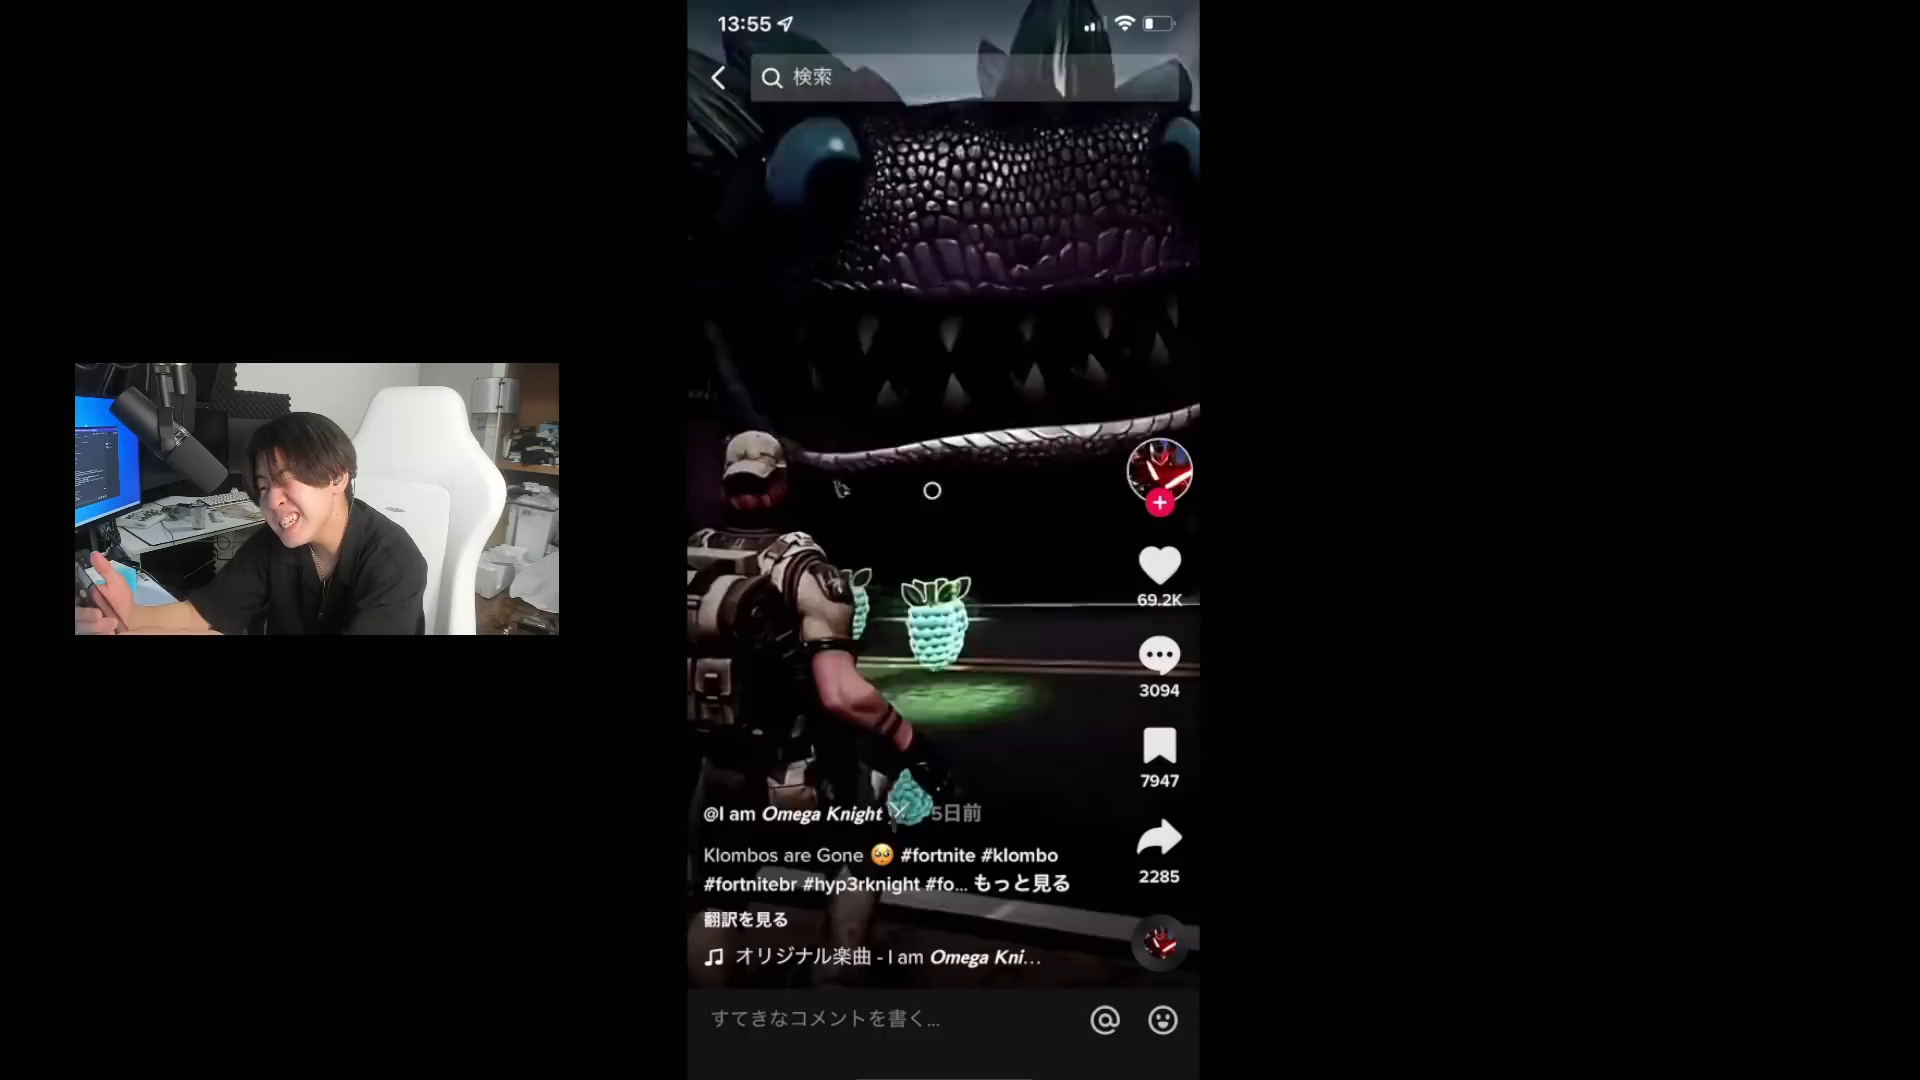 13:55
検索
69.2K
3094
7947
2285
@I am Omega Knight
5日前
Klombos are Gone 🥺 #fortnite #klombo
#fortnitebr #hyp3rknight #fo... もっと見る
翻訳を見る
オリジナル楽曲 - I am Omega Kni...
すてきなコメントを書く...